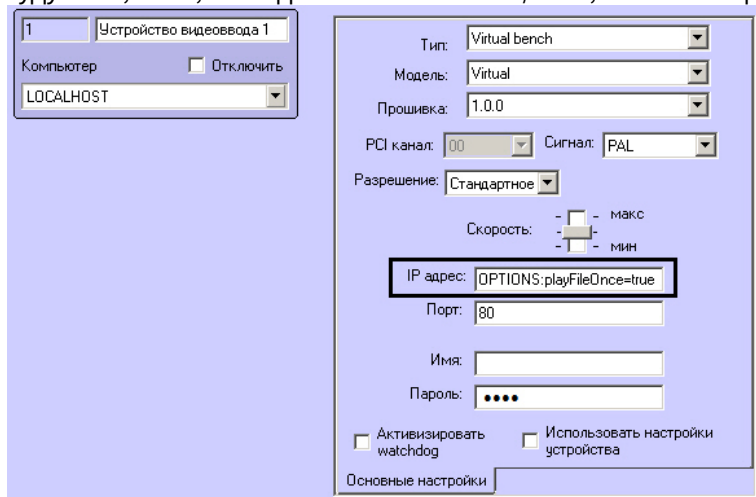 1 Устройство видеоввода 1
Компьютер Отключить
LOCALHOST
Тип: Virtual bench
Модель: Virtual
Прошивка: 1.0.0
PCI канал: 00 Сигнал: PAL
Разрешение: Стандартное
Скорость: макс
мин
IP адрес: OPTIONS:playFileOnce=true
Порт: 80
Имя:
Пароль: ••••
Активизировать watchdog
Использовать настройки устройства
Основные настройки